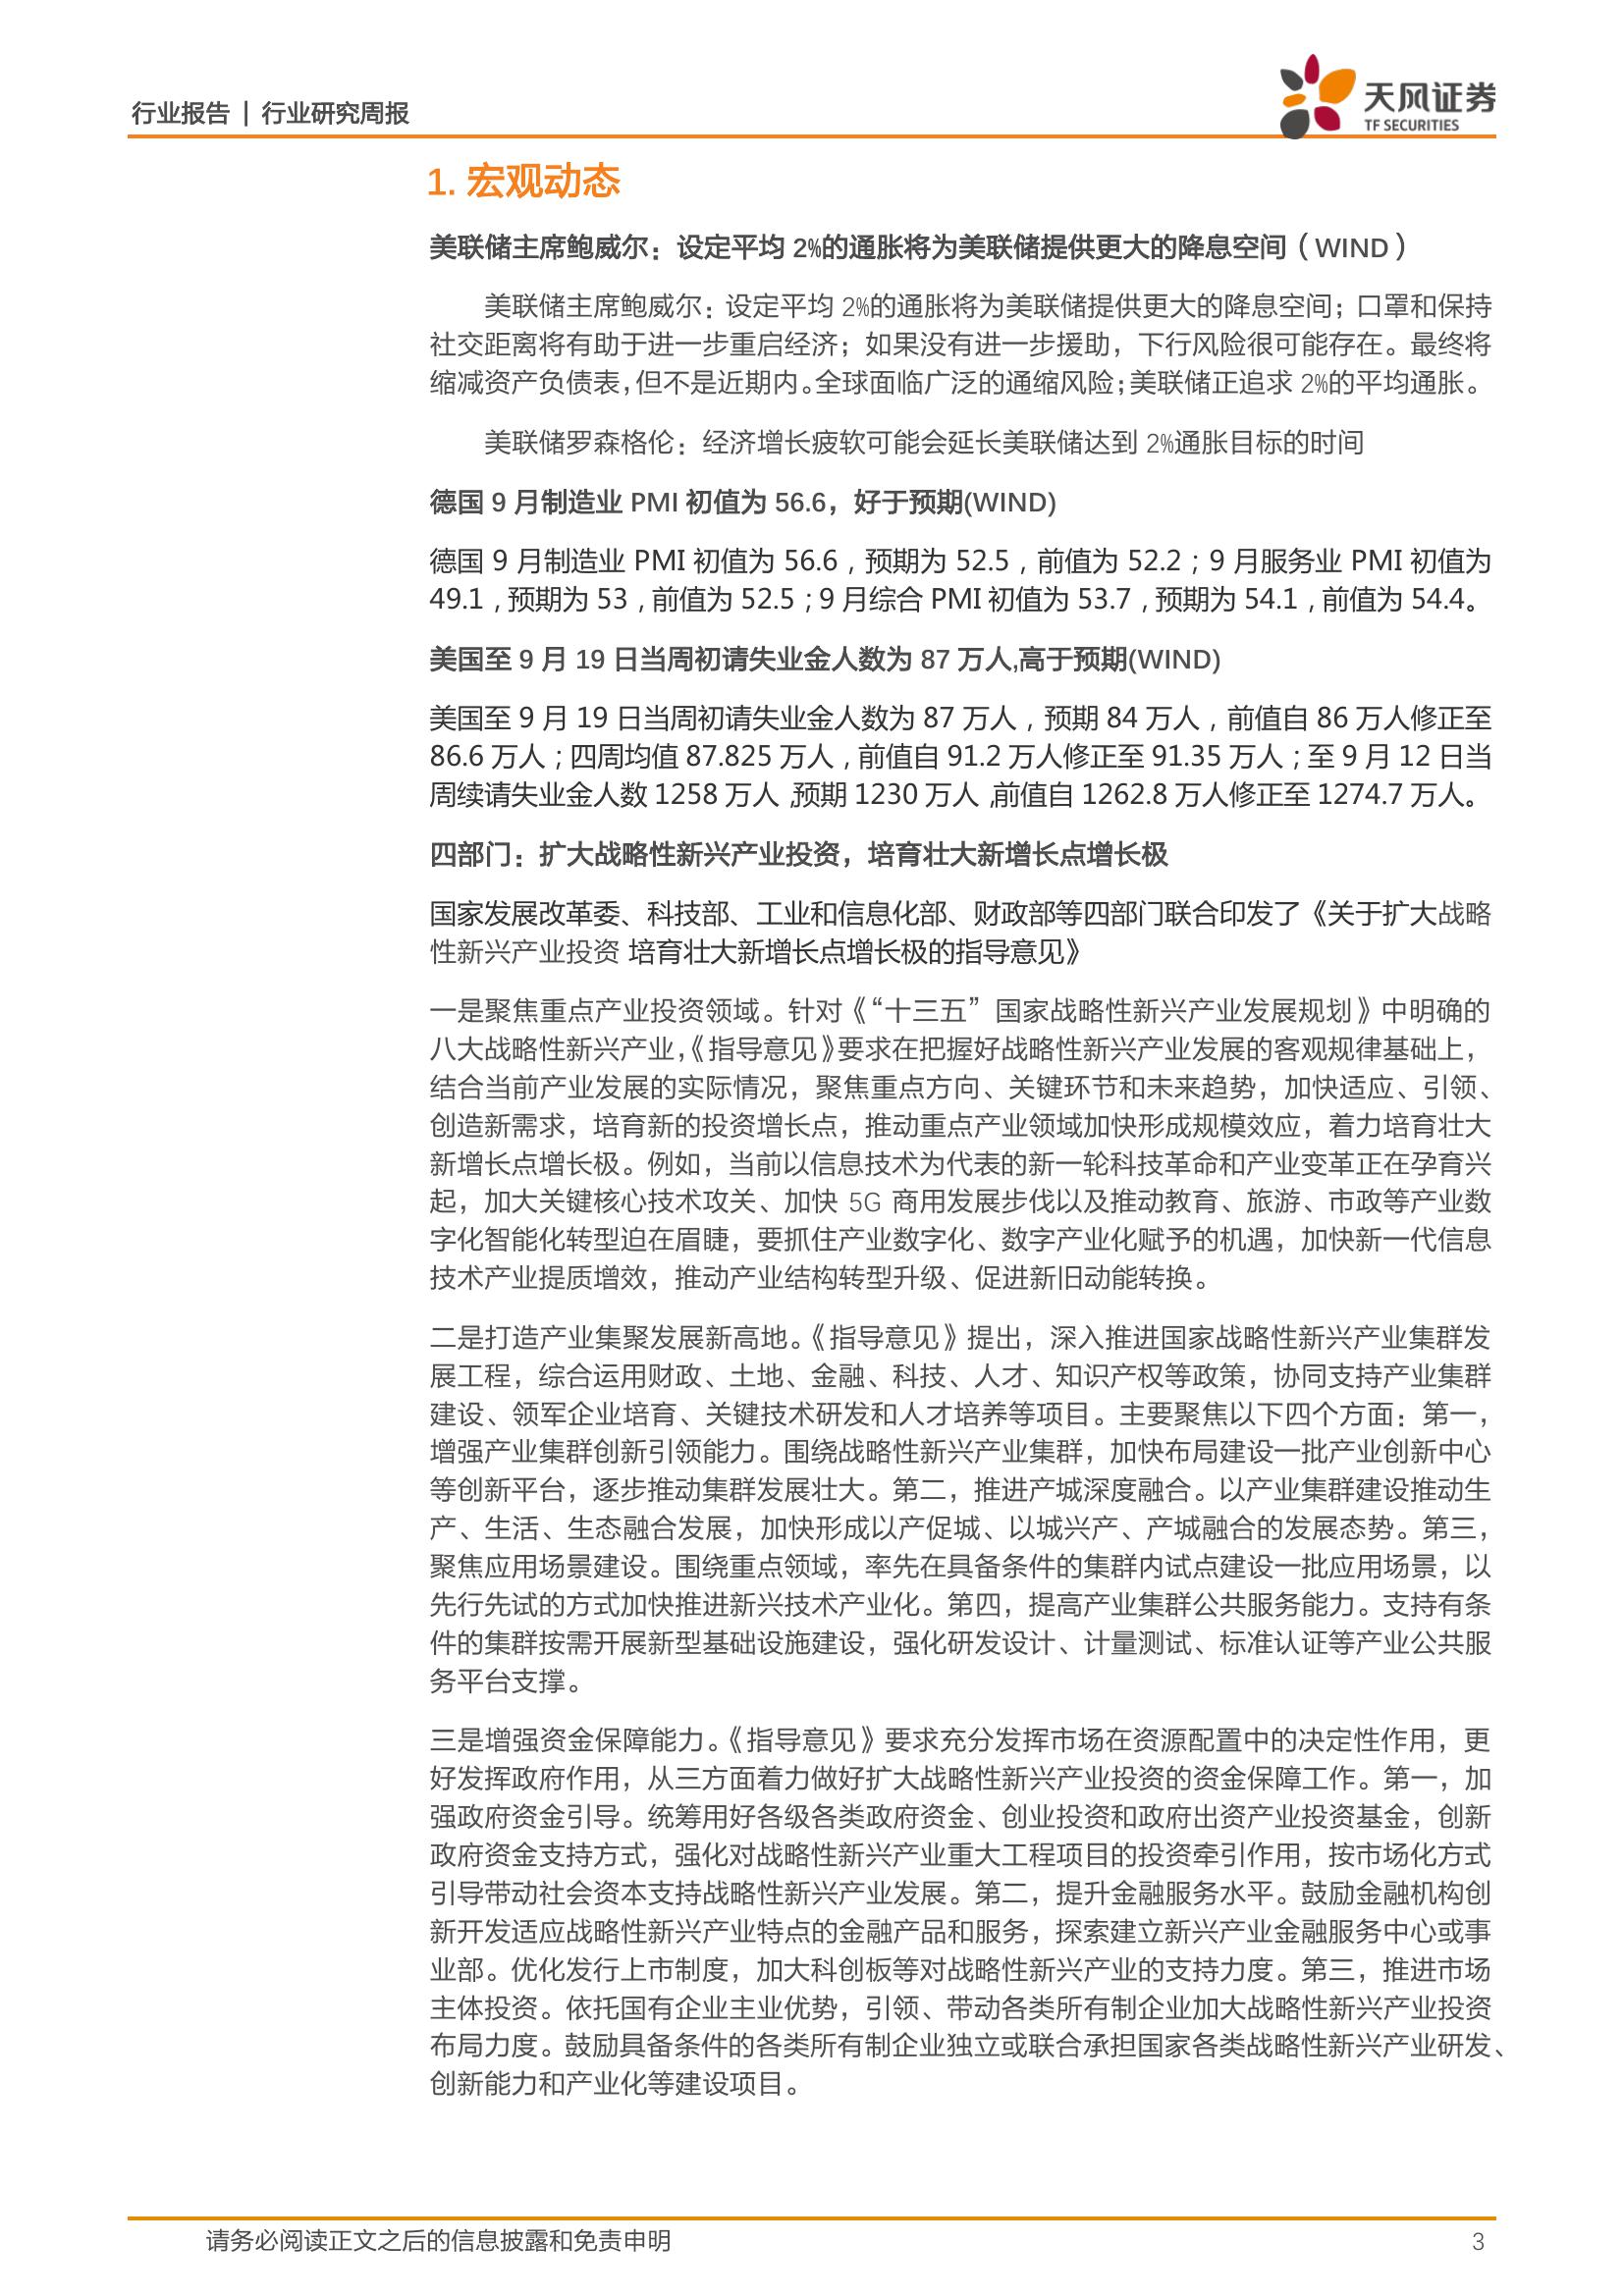 行业报告 | 行业研究周报
天风证券
TF SECURITIES
1. 宏观动态
美联储主席鲍威尔：设定平均 2%的通胀将为美联储提供更大的降息空间（WIND）
美联储主席鲍威尔：设定平均 2%的通胀将为美联储提供更大的降息空间；口罩和保持
社交距离将有助于进一步重启经济；如果没有进一步援助，下行风险很可能存在。最终将
缩减资产负债表，但不是近期内。全球面临广泛的通缩风险；美联储正追求 2%的平均通胀。
美联储罗森格伦：经济增长疲软可能会延长美联储达到 2%通胀目标的时间
德国 9 月制造业 PMI 初值为 56.6，好于预期(WIND)
德国 9 月制造业 PMI 初值为 56.6，预期为 52.5，前值为 52.2；9 月服务业 PMI 初值为
49.1，预期为 53，前值为 52.5；9 月综合 PMI 初值为 53.7，预期为 54.1，前值为 54.4。
美国至 9 月 19 日当周初请失业金人数为 87 万人,高于预期(WIND)
美国至 9 月 19 日当周初请失业金人数为 87 万人，预期 84 万人，前值自 86 万人修正至
86.6 万人；四周均值 87.825 万人，前值自 91.2 万人修正至 91.35 万人；至 9 月 12 日当
周续请失业金人数 1258 万人，预期 1230 万人，前值自 1262.8 万人修正至 1274.7 万人。
四部门：扩大战略性新兴产业投资，培育壮大新增长点增长极
国家发展改革委、科技部、工业和信息化部、财政部等四部门联合印发了《关于扩大战略
性新兴产业投资 培育壮大新增长点增长极的指导意见》
一是聚焦重点产业投资领域。针对《“十三五”国家战略性新兴产业发展规划》中明确的
八大战略性新兴产业，《指导意见》要求在把握好战略性新兴产业发展的客观规律基础上，
结合当前产业发展的实际情况，聚焦重点方向、关键环节和未来趋势，加快适应、引领、
创造新需求，培育新的投资增长点，推动重点产业领域加快形成规模效应，着力培育壮大
新增长点增长极。例如，当前以信息技术为代表的新一轮科技革命和产业变革正在孕育兴
起，加大关键核心技术攻关、加快 5G 商用发展步伐以及推动教育、旅游、市政等产业数
字化智能化转型迫在眉睫，要抓住产业数字化、数字产业化赋予的机遇，加快新一代信息
技术产业提质增效，推动产业结构转型升级、促进新旧动能转换。
二是打造产业集聚发展新高地。《指导意见》提出，深入推进国家战略性新兴产业集群发
展工程，综合运用财政、土地、金融、科技、人才、知识产权等政策，协同支持产业集群
建设、领军企业培育、关键技术研发和人才培养等项目。主要聚焦以下四个方面：第一，
增强产业集群创新引领能力。围绕战略性新兴产业集群，加快布局建设一批产业创新中心
等创新平台，逐步推动集群发展壮大。第二，推进产城深度融合。以产业集群建设推动生
产、生活、生态融合发展，加快形成以产促城、以城兴产、产城融合的发展态势。第三，
聚焦应用场景建设。围绕重点领域，率先在具备条件的集群内试点建设一批应用场景，以
先行先试的方式加快推进新兴技术产业化。第四，提高产业集群公共服务能力。支持有条
件的集群按需开展新型基础设施建设，强化研发设计、计量测试、标准认证等产业公共服
务平台支撑。
三是增强资金保障能力。《指导意见》要求充分发挥市场在资源配置中的决定性作用，更
好发挥政府作用，从三方面着力做好扩大战略性新兴产业投资的资金保障工作。第一，加
强政府资金引导。统筹用好各级各类政府资金、创业投资和政府出资产业投资基金，创新
政府资金支持方式，强化对战略性新兴产业重大工程项目的投资牵引作用，按市场化方式
引导带动社会资本支持战略性新兴产业发展。第二，提升金融服务水平。鼓励金融机构创
新开发适应战略性新兴产业特点的金融产品和服务，探索建立新兴产业金融服务中心或事
业部。优化发行上市制度，加大科创板等对战略性新兴产业的支持力度。第三，推进市场
主体投资。依托国有企业主业优势，引领、带动各类所有制企业加大战略性新兴产业投资
布局力度。鼓励具备条件的各类所有制企业独立或联合承担国家各类战略性新兴产业研发、
创新能力和产业化等建设项目。
请务必阅读正文之后的信息披露和免责申明
3